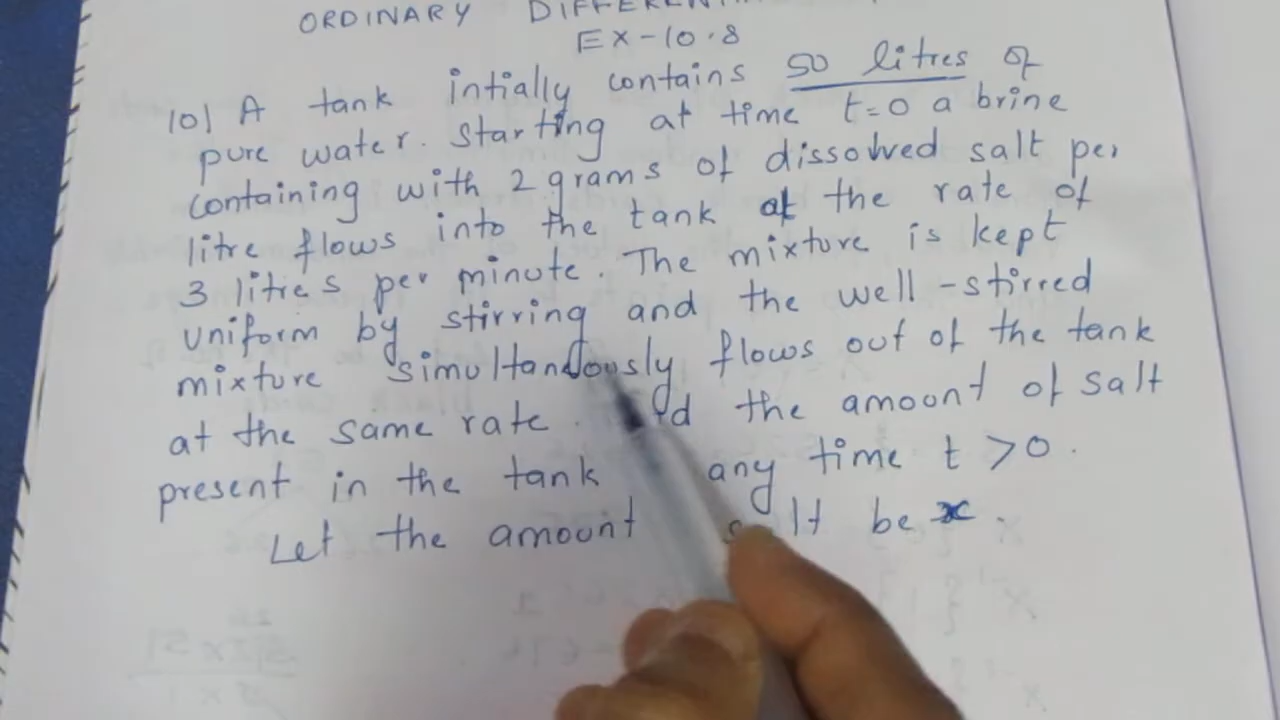 ORDINARY DIFFERENTI
EX-10.8
10) A tank intially contains 50 litres of
pure water. starting at time t=0 a brine
containing with 2 grams of dissolved salt per
litre flows into the tank at the rate of
3 litres per minute. The mixture is kept
uniform by stirring and the well-stirred
mixture simultandously flows out of the tank
at the same rate. the amount of salt
present in the tank any time t >0.
Let the amount salt be x.